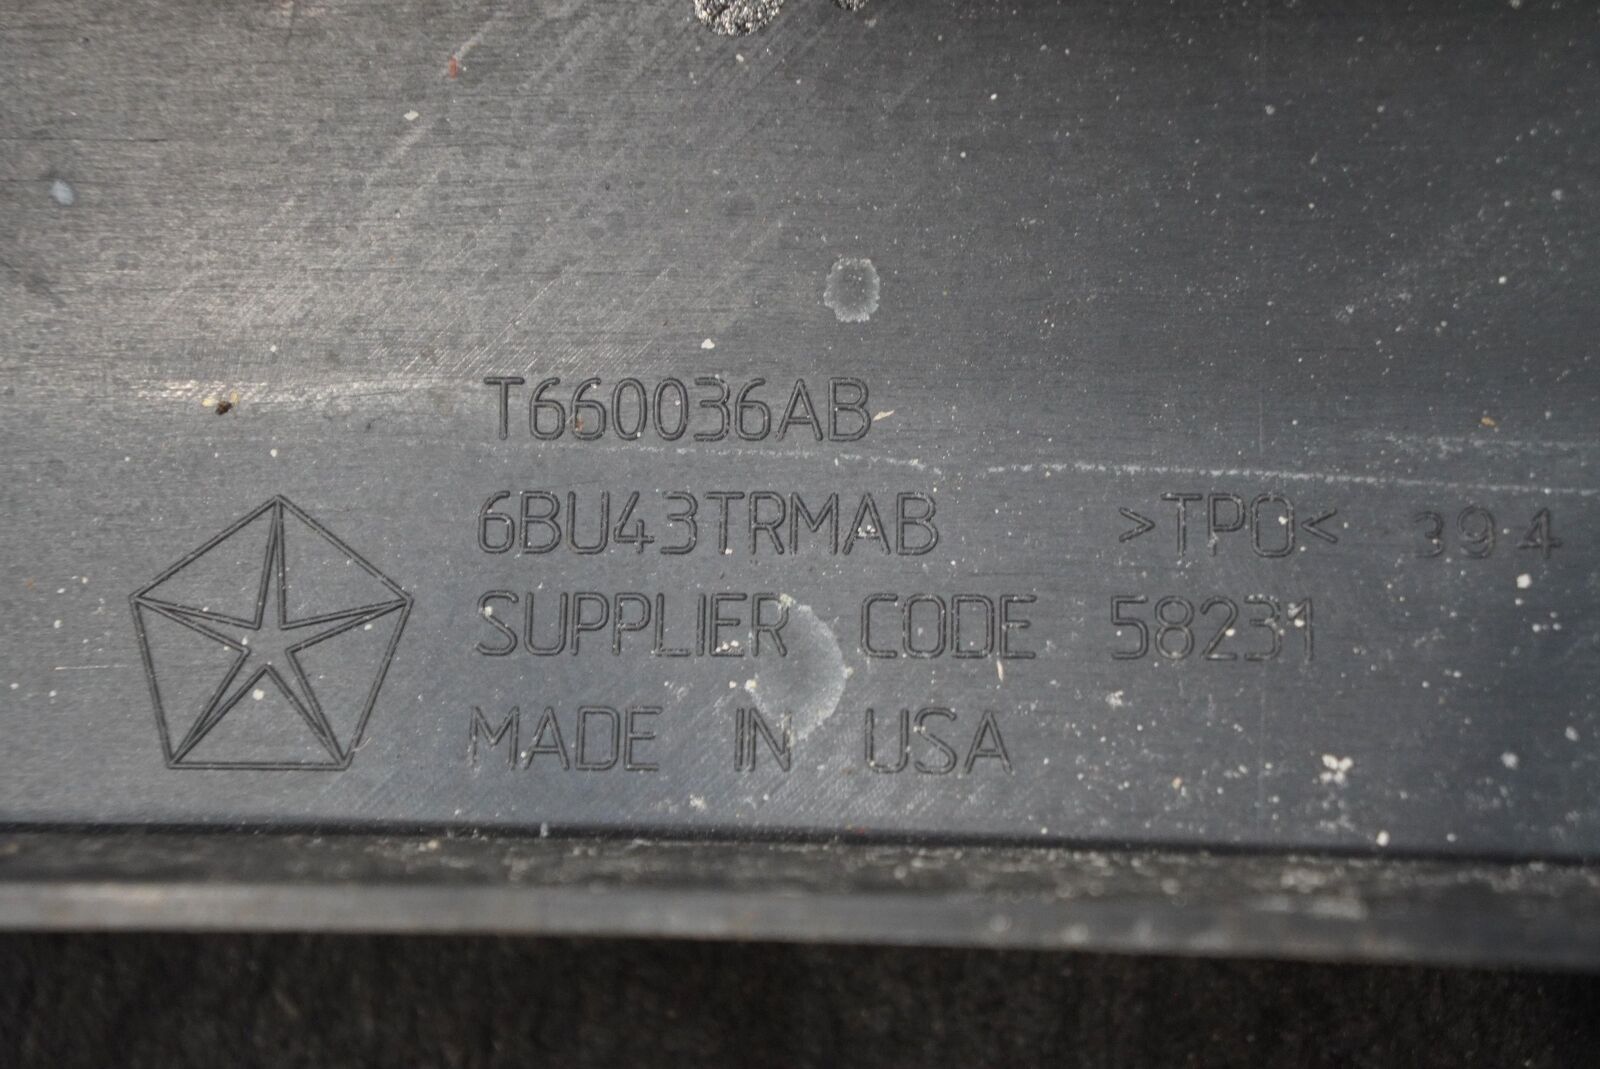 T660036AB
6BU43TRMAB >TPO< 394
SUPPLIER CODE 58231
MADE IN USA